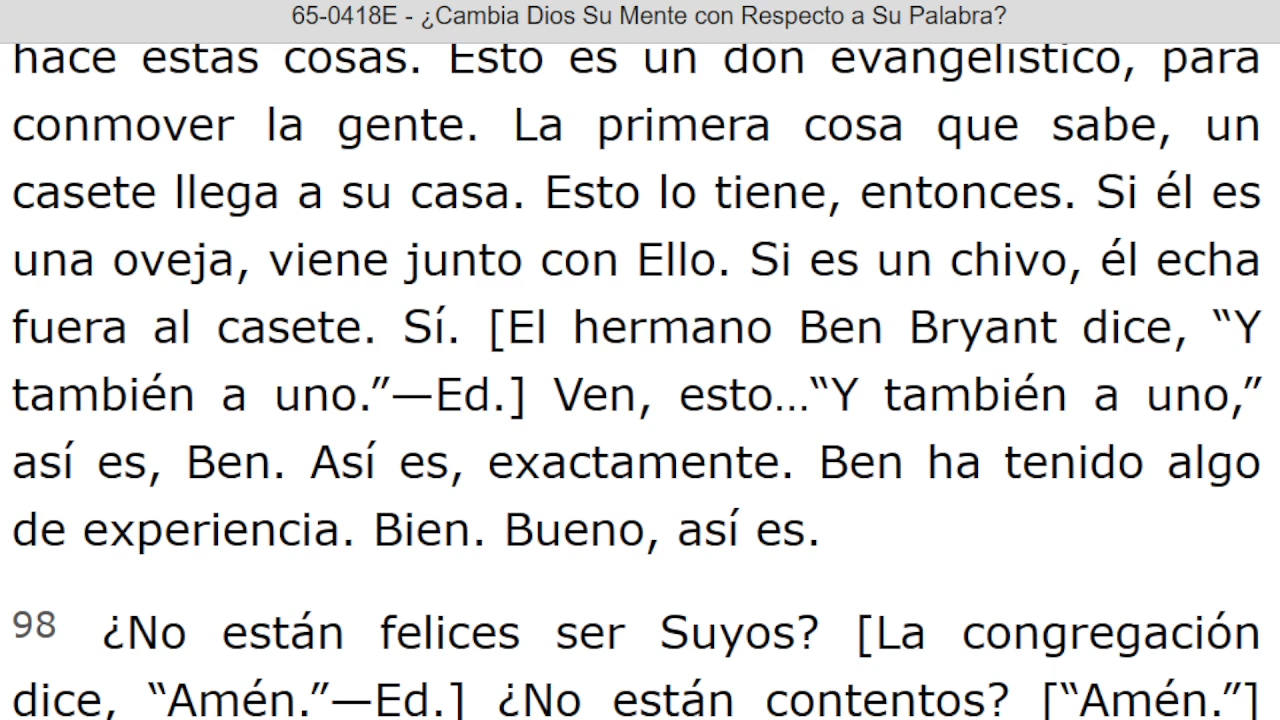 65-0418E - ¿Cambia Dios Su Mente con Respecto a Su Palabra?
hace estas cosas. Esto es un don evangelístico, para
conmover la gente. La primera cosa que sabe, un
casete llega a su casa. Esto lo tiene, entonces. Si él es
una oveja, viene junto con Ello. Si es un chivo, él echa
fuera al casete. Sí. [El hermano Ben Bryant dice, “Y
también a uno.”—Ed.] Ven, esto…“Y también a uno,”
así es, Ben. Así es, exactamente. Ben ha tenido algo
de experiencia. Bien. Bueno, así es.
98 ¿No están felices ser Suyos? [La congregación
dice, “Amén.”—Ed.] ¿No están contentos? [“Amén.”]